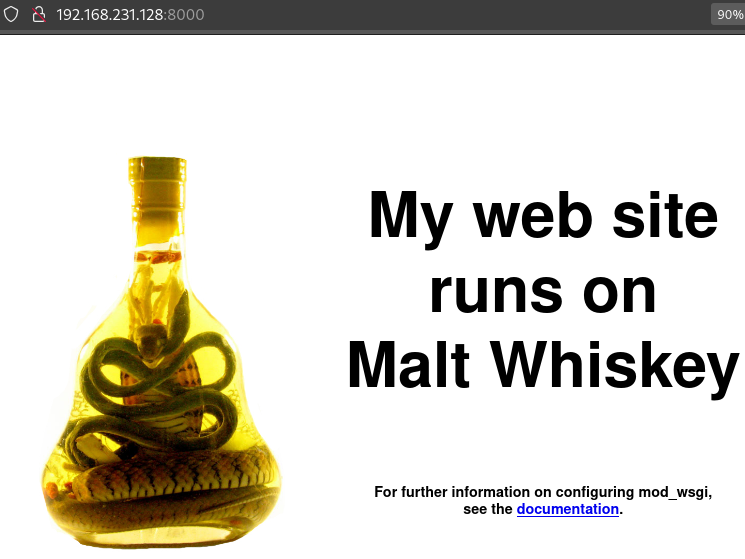 192.168.231.128:8000
90%
My web site
runs on
Malt Whiskey
For further information on configuring mod_wsgi,
see the documentation.